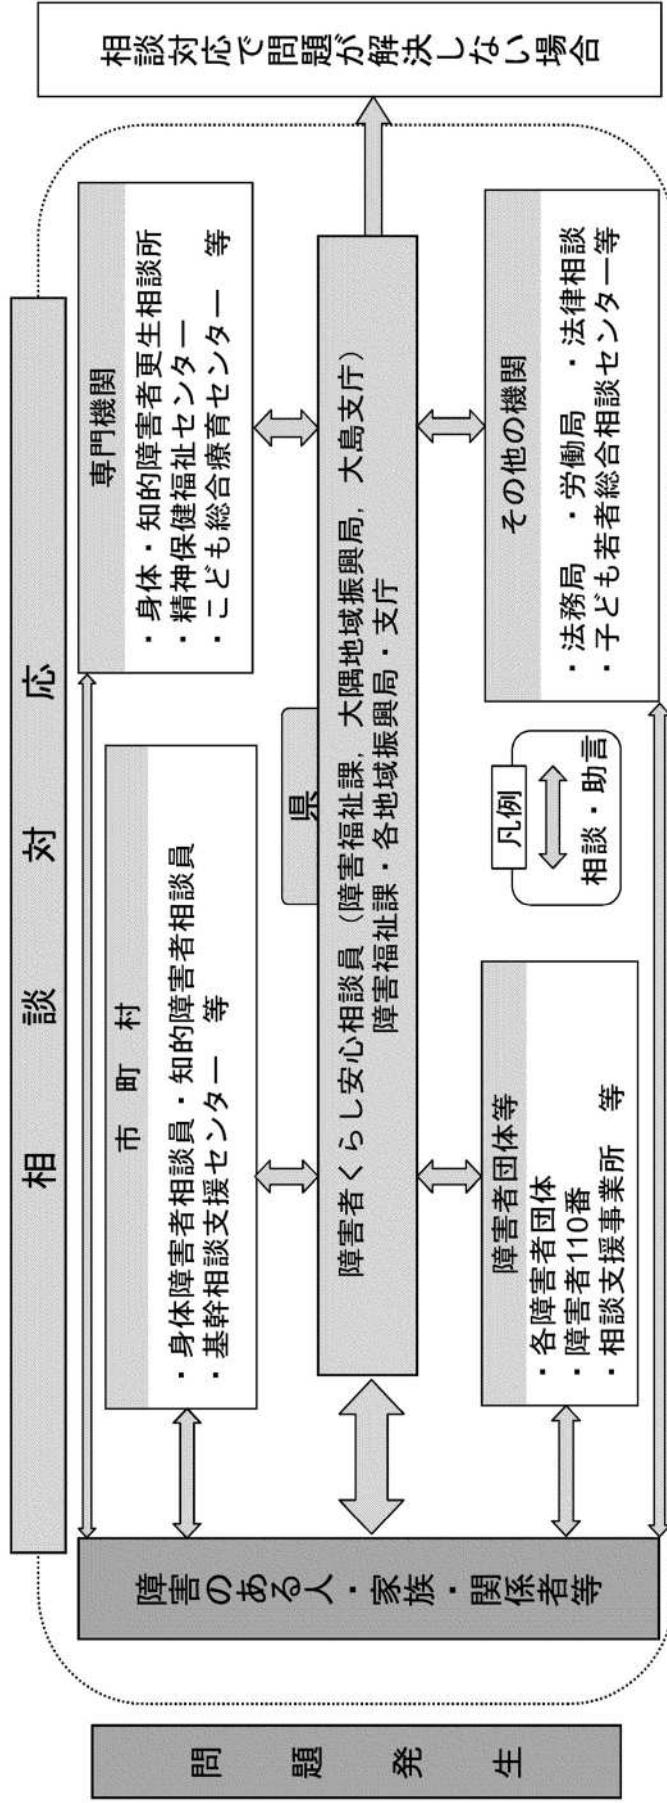 相談対応
問題発生
障害のある人・家族・関係者等
市町村
・身体障害者相談員・知的障害者相談員
・基幹相談支援センター 等
専門機関
・身体・知的障害者更生相談所
・精神保健福祉センター
・こども総合療育センター 等
県
障害者くらし安心相談員（障害福祉課，大隅地域振興局，大島支庁）
障害福祉課・各地域振興局・支庁
障害者団体等
・各障害者団体
・障害者110番
・相談支援事業所 等
凡例
相談・助言
その他の機関
・法務局 ・労働局 ・法律相談
・子ども若者総合相談センター等
相談対応で問題が解決しない場合